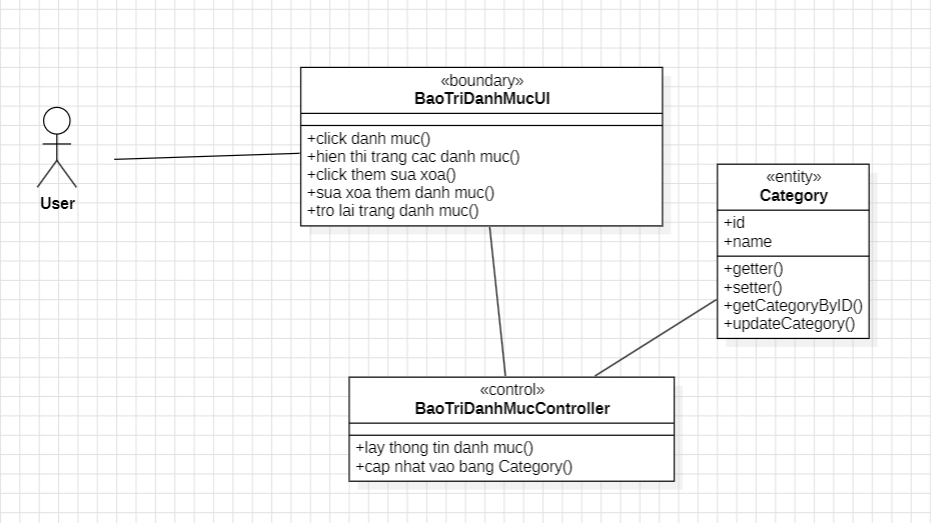 User
«boundary»
BaoTriDanhMucUI
+click danh muc()
+hien thi trang cac danh muc()
+click them sua xoa()
+sua xoa them danh muc()
+tro lai trang danh muc()
«entity»
Category
+id
+name
+getter()
+setter()
+getCategoryByID()
+updateCategory()
«control»
BaoTriDanhMucController
+lay thong tin danh muc()
+cap nhat vao bang Category()